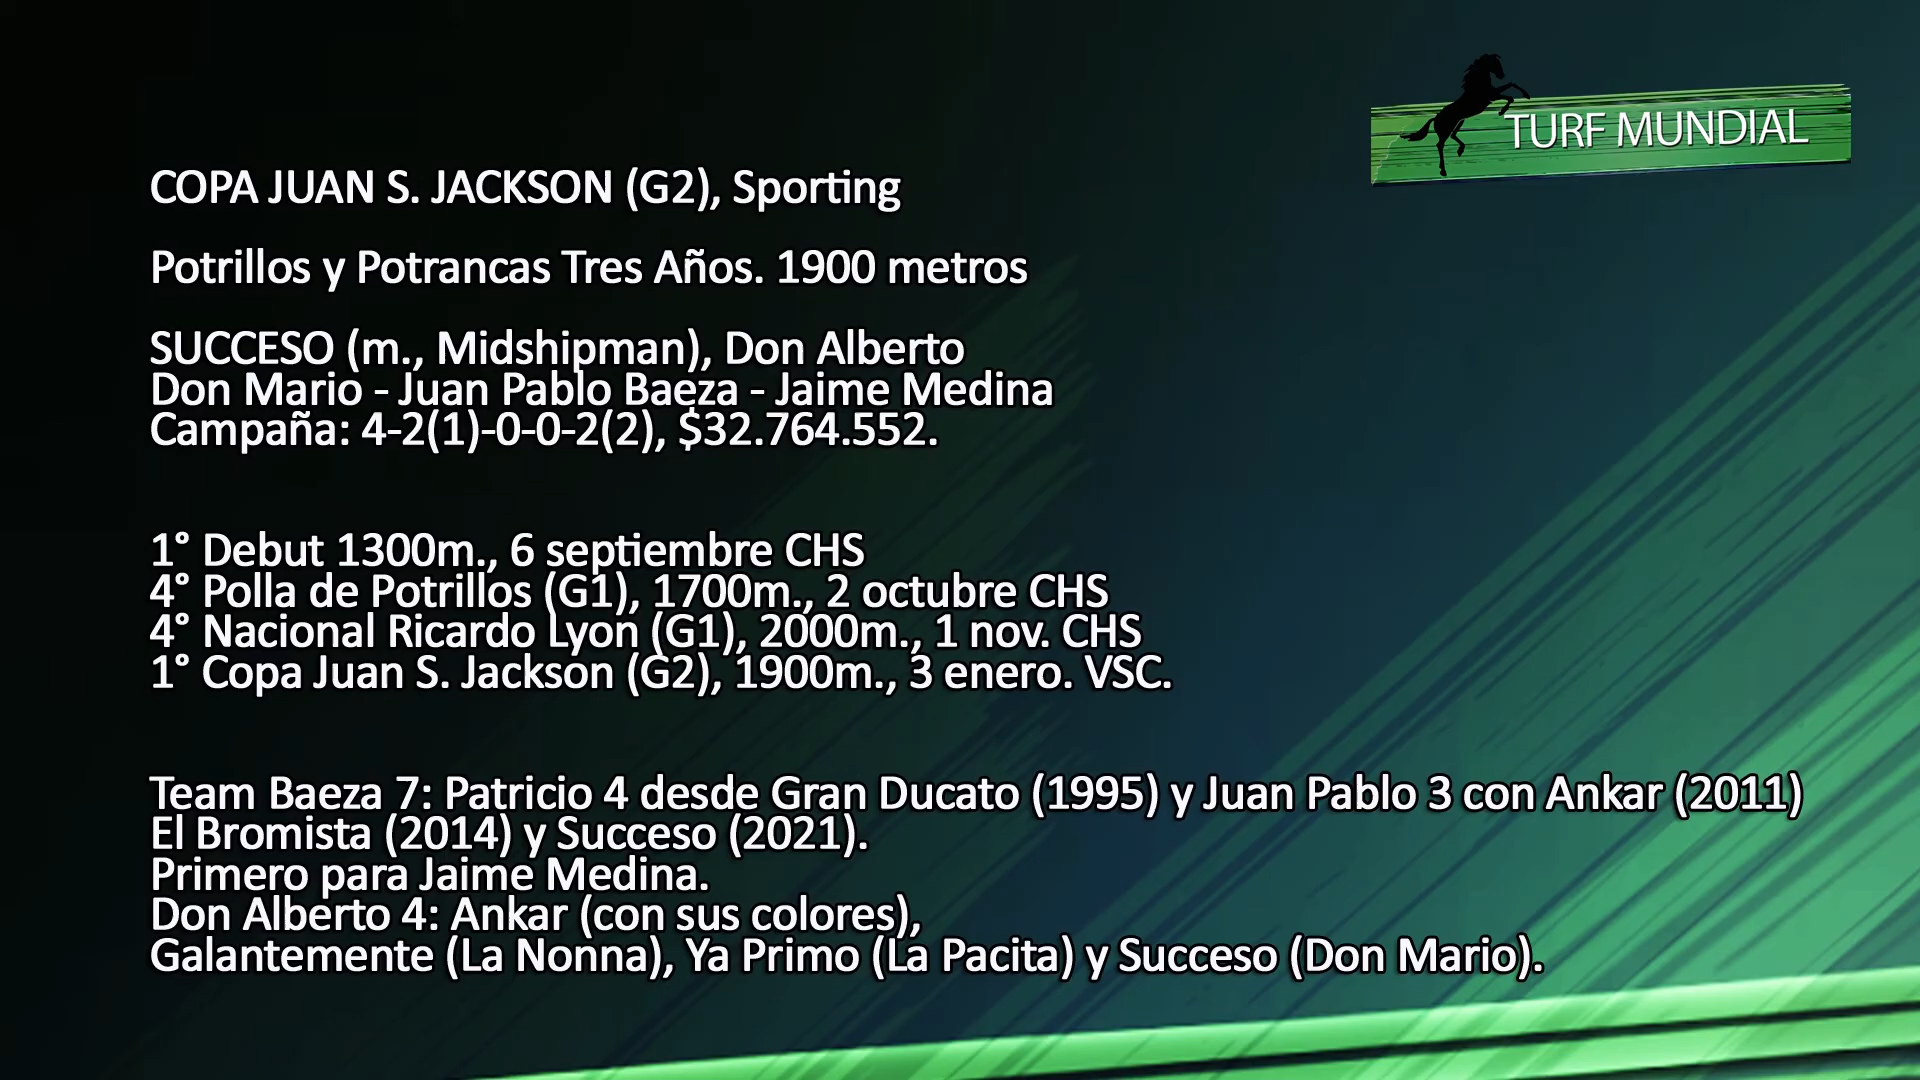 TURF MUNDIAL
COPA JUAN S. JACKSON (G2), Sporting
Potrillos y Potrancas Tres Años. 1900 metros
SUCCESO (m., Midshipman), Don Alberto
Don Mario - Juan Pablo Baeza - Jaime Medina
Campaña: 4-2(1)-0-0-2(2), $32.764.552.
1° Debut 1300m., 6 septiembre CHS
4° Polla de Potrillos (G1), 1700m., 2 octubre CHS
4° Nacional Ricardo Lyon (G1), 2000m., 1 nov. CHS
1° Copa Juan S. Jackson (G2), 1900m., 3 enero. VSC.
Team Baeza 7: Patricio 4 desde Gran Ducato (1995) y Juan Pablo 3 con Ankar (2011)
El Bromista (2014) y Succeso (2021).
Primero para Jaime Medina.
Don Alberto 4: Ankar (con sus colores),
Galantemente (La Nonna), Ya Primo (La Pacita) y Succeso (Don Mario).